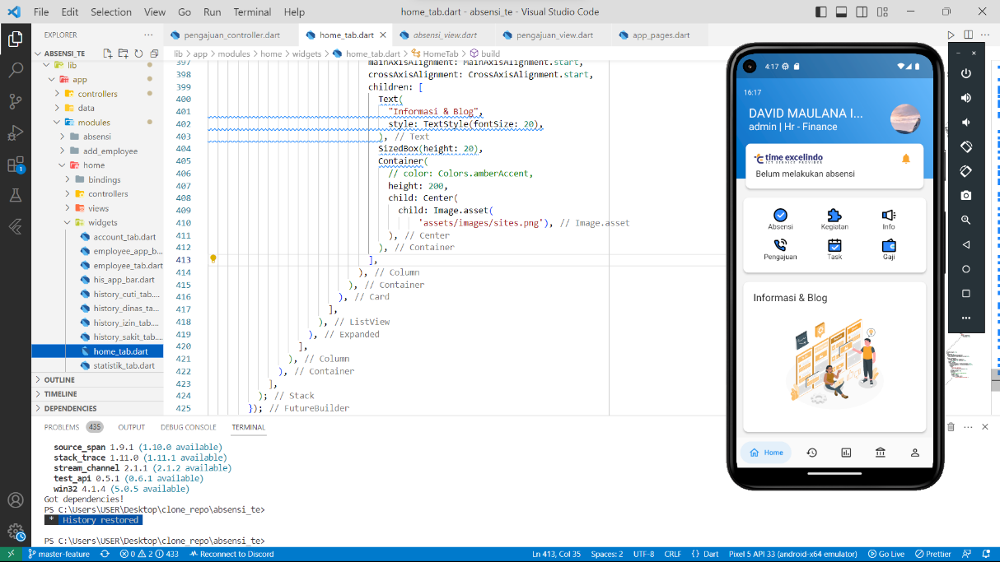 File Edit Selection View Go Run Terminal Help
home_tab.dart - absensi_te - Visual Studio Code
EXPLORER
ABSENSI_TE
lib
app
controllers
data
modules
absensi
add_employee
home
bindings
controllers
views
widgets
account_tab.dart
employee_app_b...
employee_tab.dart
his_app_bar.dart
history_cuti_tab....
history_dinas_ta...
history_izin_tab....
history_sakit_tab....
home_tab.dart
statistik_tab.dart
OUTLINE
TIMELINE
DEPENDENCIES
pengajuan_controller.dart home_tab.dart absensi_view.dart pengajuan_view.dart app_pages.dart
lib > app > modules > home > widgets > home_tab.dart > HomeTab > build
397 mainAxisAlignment: MainAxisAlignment.start,
398 crossAxisAlignment: CrossAxisAlignment.start,
399 children: [
400 Text(
401 "Informasi & Blog",
402 style: TextStyle(fontSize: 20),
403 ), // Text
404 SizedBox(height: 20),
405 Container(
406 // color: Colors.amberAccent,
407 height: 200,
408 child: Center(
409 child: Image.asset(
410 'assets/images/sites.png'), // Image.asset
411 ), // Center
412 ), // Container
413 ],
414 ), // Column
415 ), // Container
416 ), // Card
417 ],
418 ), // ListView
419 ), // Expanded
420 ],
421 ), // Column
422 ), // Container
423 ],
424 ); // Stack
425 }); // FutureBuilder
PROBLEMS 435 OUTPUT DEBUG CONSOLE TERMINAL
source_span 1.9.1 (1.10.0 available)
stack_trace 1.11.0 (1.11.1 available)
stream_channel 2.1.1 (2.1.2 available)
test_api 0.5.1 (0.6.1 available)
win32 4.1.4 (5.0.5 available)
Got dependencies!
PS C:\Users\USER\Desktop\clone_repo\absensi_te>
* History restored
PS C:\Users\USER\Desktop\clone_repo\absensi_te>
4:17
16:17
DAVID MAULANA I...
admin | Hr - Finance
time excelindo
ICT SERVICE PROVIDER
Belum melakukan absensi
Absensi Kegiatan Info
Pengajuan Task Gaji
Informasi & Blog
Home
1
master-feature 0 2 433 Reconnect to Discord Ln 413, Col 35 Spaces: 2 UTF-8 CRLF {} Dart Pixel 5 API 33 (android-x64 emulator) Go Live Prettier